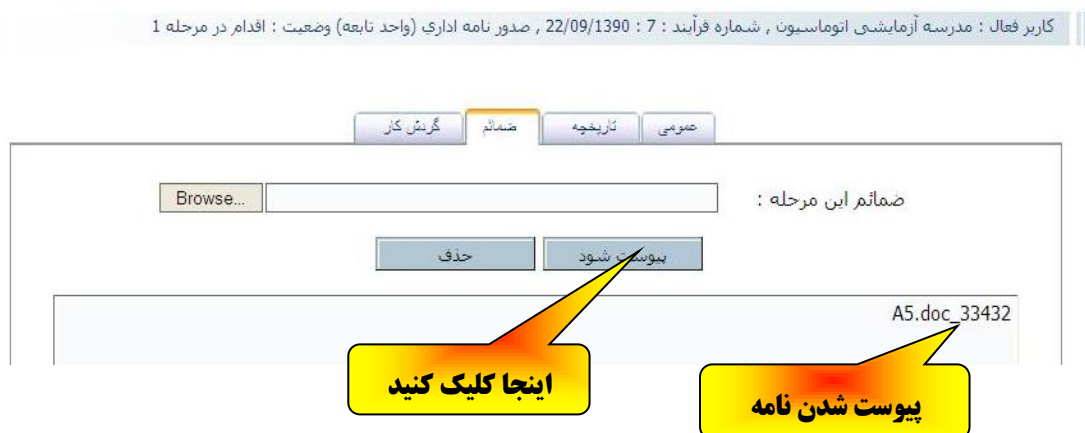 کاربر فعال : مدرسه آزمایشی اتوماسیون , شماره فرآیند : 7 : 22/09/1390 , صدور نامه اداري (واحد تابعه) وضعیت : اقدام در مرحله 1
عمومی تاریخچه ضمائم گردش کار
ضمائم این مرحله :
Browse...
پیوست شود حذف
A5.doc_33432
اینجا کلیک کنید
پیوست شدن نامه